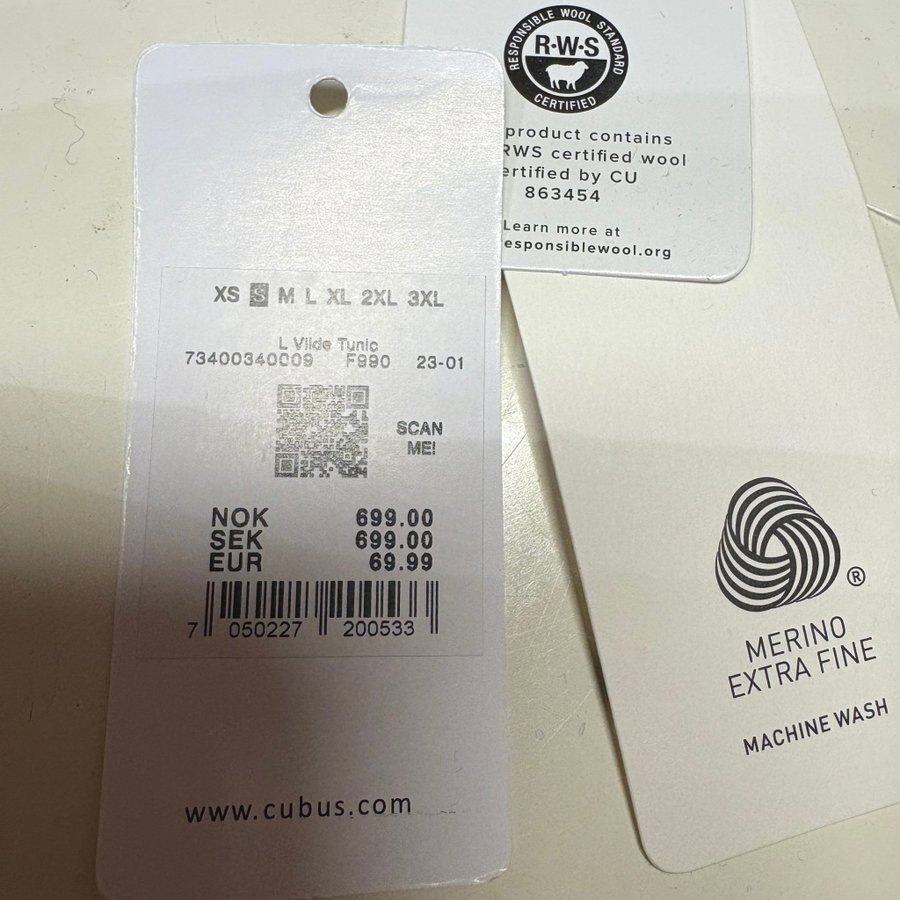 XS S M L XL 2XL 3XL
L Vilde Tunic
73400340009 F990 23-01
SCAN
ME!
NOK 699.00
SEK 699.00
EUR 69.99
7 050227 200533
www.cubus.com
RESPONSIBLE WOOL STANDARD
R·W·S
CERTIFIED
product contains
RWS certified wool
ertified by CU
863454
Learn more at
esponsiblewool.org
®
MERINO
EXTRA FINE
MACHINE WASH